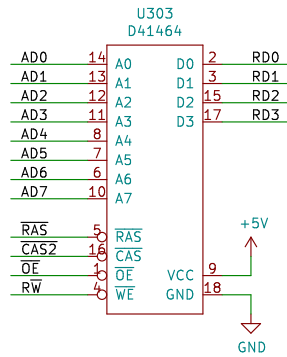 U303
D41464
AD0 14 A0 D0 2 RD0
AD1 13 A1 D1 3 RD1
AD2 12 A2 D2 15 RD2
AD3 11 A3 D3 17 RD3
AD4 8 A4
AD5 7 A5
AD6 6 A6
AD7 10 A7
RAS 5 RAS
+5V
CAS2 16 CAS
OE 1 OE VCC 9
RW 4 WE GND 18
GND